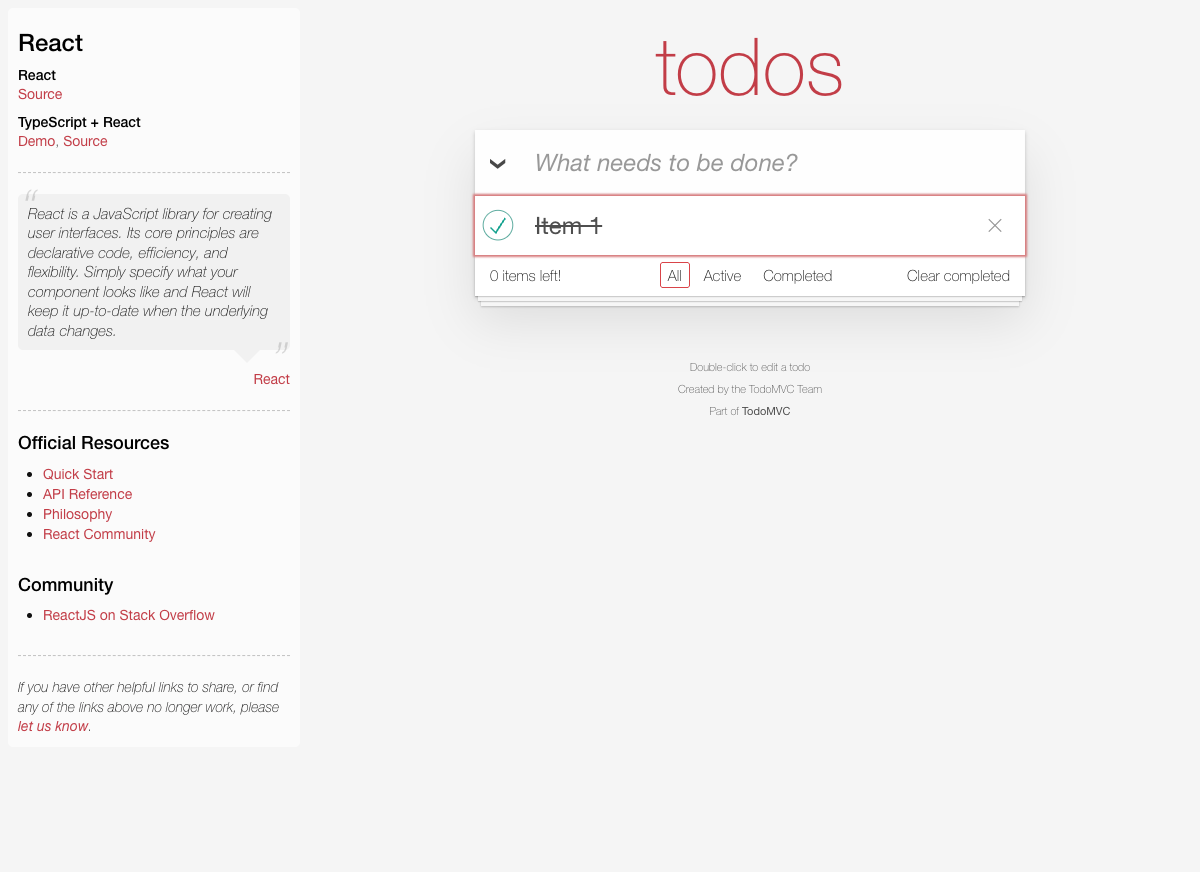 React
React
Source
TypeScript + React
Demo, Source
“
React is a JavaScript library for creating
user interfaces. Its core principles are
declarative code, efficiency, and
flexibility. Simply specify what your
component looks like and React will
keep it up-to-date when the underlying
data changes.
”
React
Official Resources
Quick Start
API Reference
Philosophy
React Community
Community
ReactJS on Stack Overflow
If you have other helpful links to share, or find
any of the links above no longer work, please
let us know.
todos
What needs to be done?
Item 1
0 items left!
All
Active
Completed
Clear completed
Double-click to edit a todo
Created by the TodoMVC Team
Part of TodoMVC